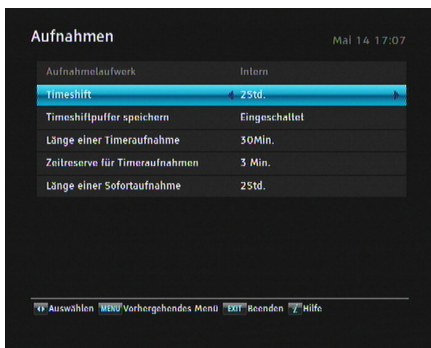 Aufnahmen
Mai 14 17:07
Aufnahmelaufwerk Intern
Timeshift 2Std.
Timeshiftpuffer speichern Eingeschaltet
Länge einer Timeraufnahme 30Min.
Zeitreserve für Timeraufnahmen 3 Min.
Länge einer Sofortaufnahme 2Std.
Auswählen MENU Vorhergehendes Menü EXIT Beenden i Hilfe